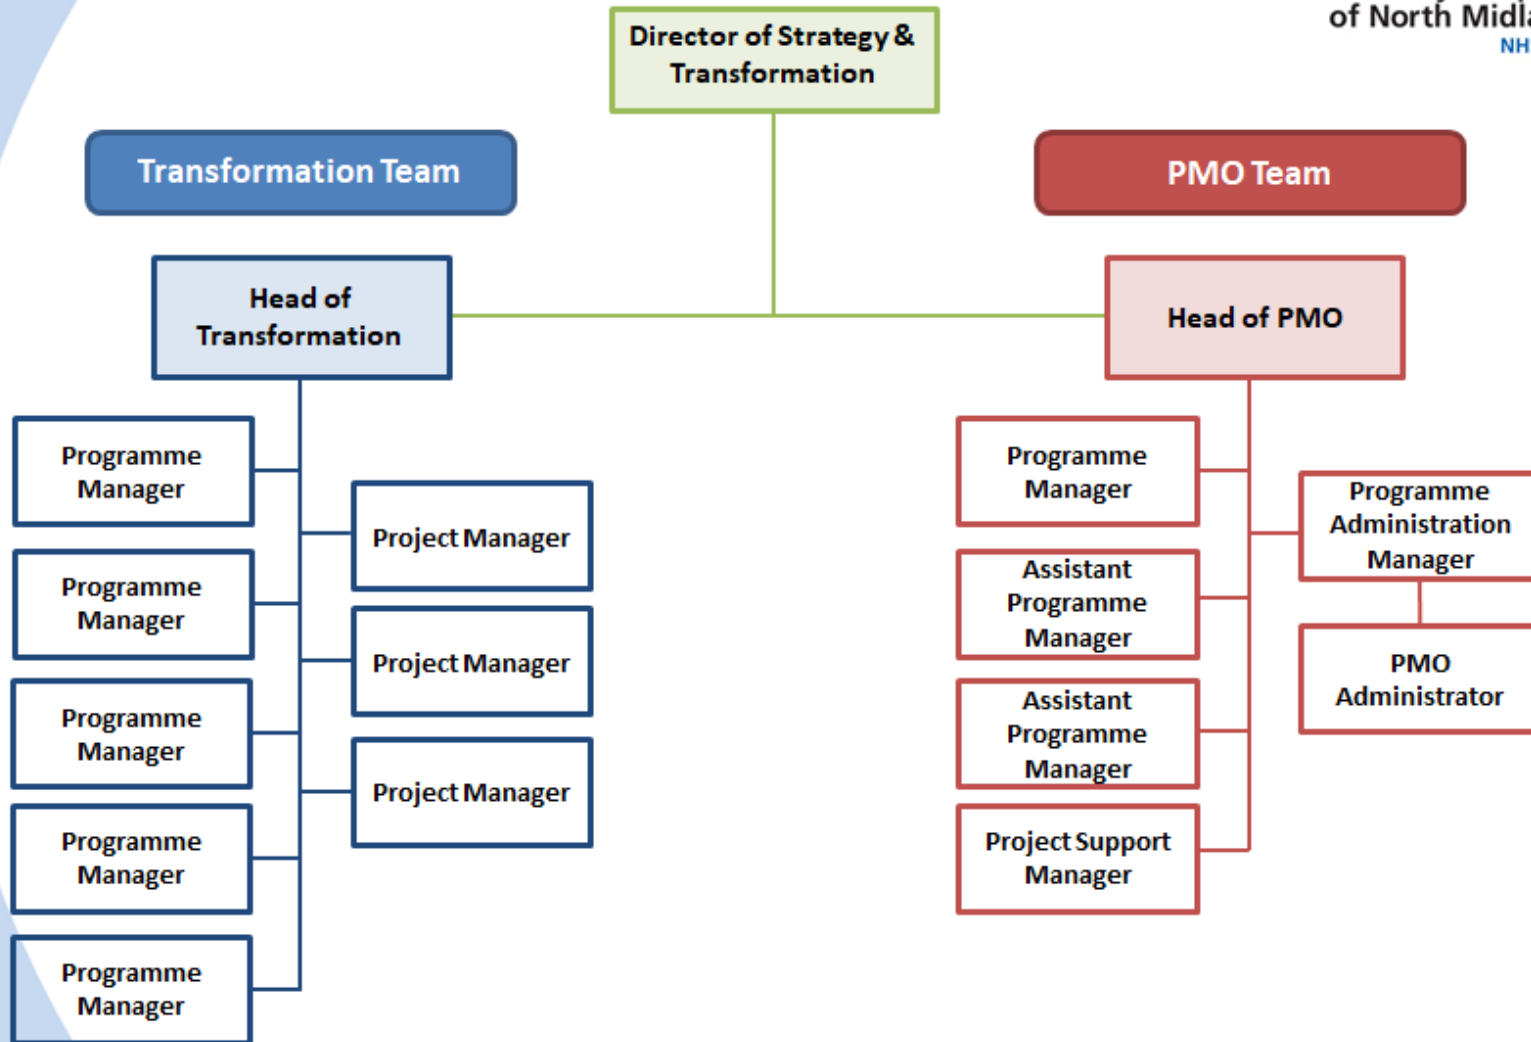 of North Midla
NH
Director of Strategy &
Transformation
Transformation Team
PMO Team
Head of
Transformation
Head of PMO
Programme
Manager
Programme
Manager
Programme
Manager
Programme
Manager
Programme
Manager
Project Manager
Project Manager
Project Manager
Programme
Manager
Assistant
Programme
Manager
Assistant
Programme
Manager
Project Support
Manager
Programme
Administration
Manager
PMO
Administrator